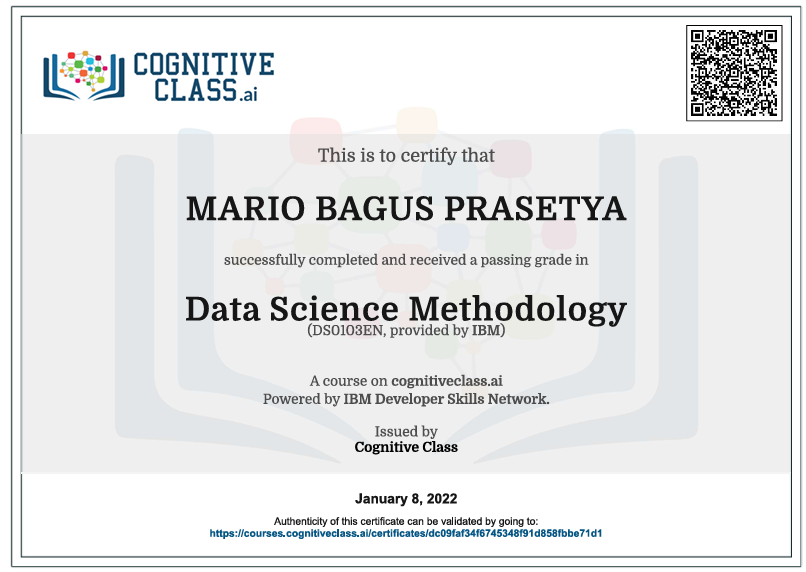 COGNITIVE
CLASS.ai
This is to certify that
MARIO BAGUS PRASETYA
successfully completed and received a passing grade in
Data Science Methodology
(DS0103EN, provided by IBM)
A course on cognitiveclass.ai
Powered by IBM Developer Skills Network.
Issued by
Cognitive Class
January 8, 2022
Authenticity of this certificate can be validated by going to:
https://courses.cognitiveclass.ai/certificates/dc09faf34f6745348f91d858fbbe71d1